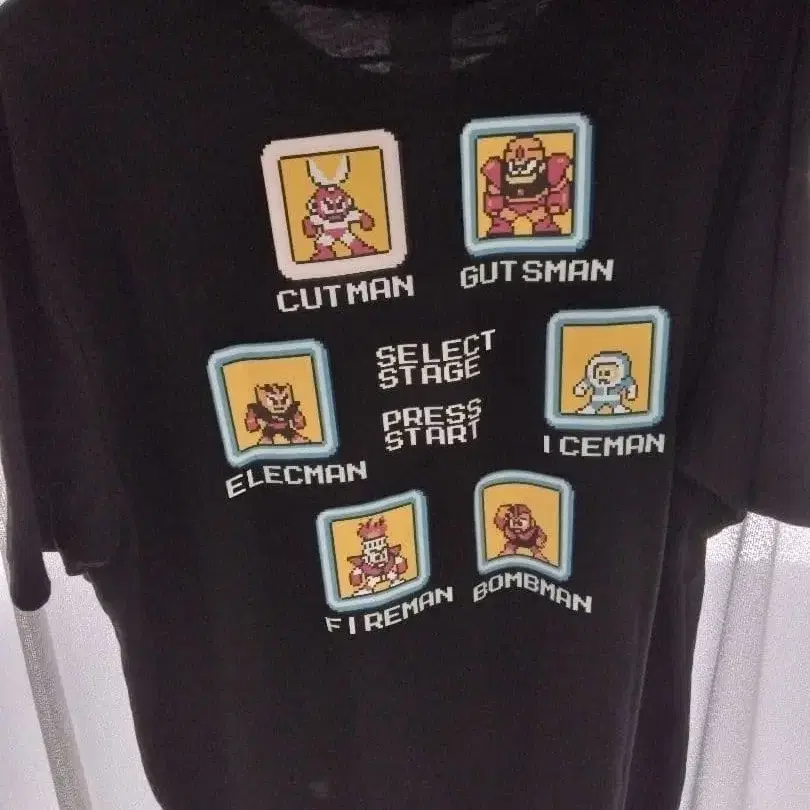 CUTMAN
GUTSMAN
SELECT
STAGE
PRESS
START
ELECMAN
ICEMAN
FIREMAN
BOMBMAN